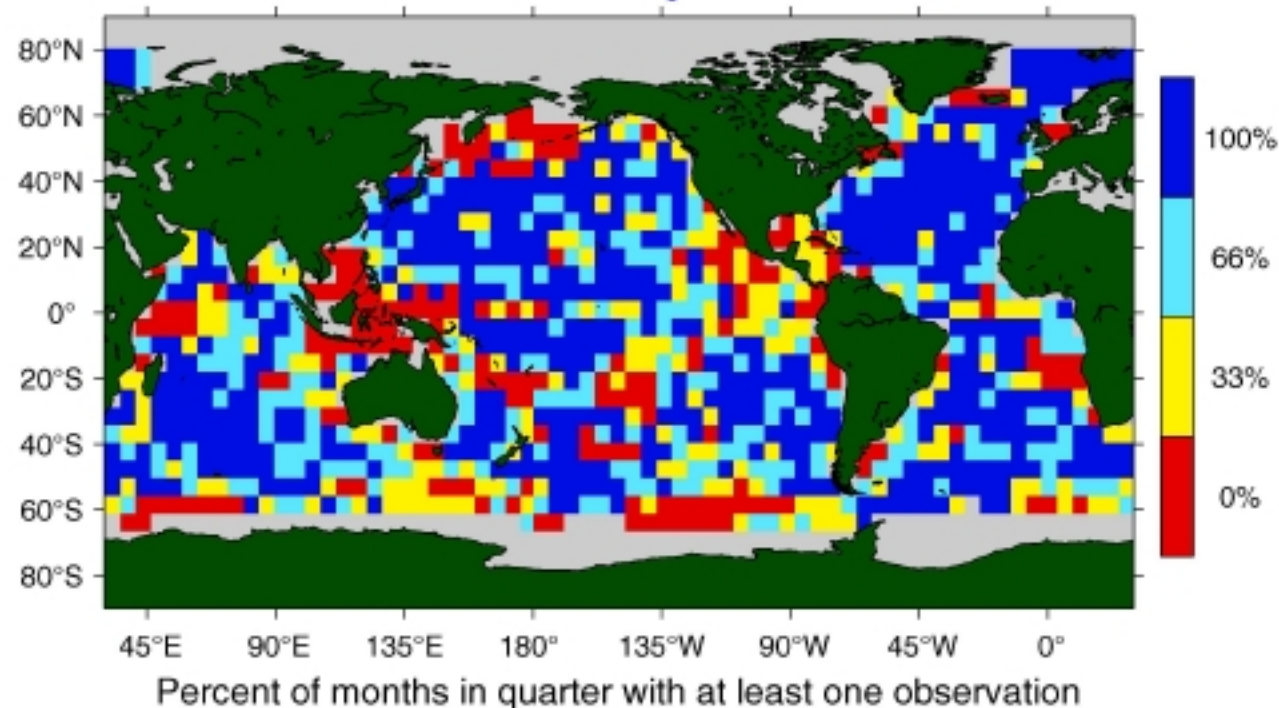 80°N
60°N
40°N
20°N
0°
20°S
40°S
60°S
80°S
45°E 90°E 135°E 180° 135°W 90°W 45°W 0°
100%
66%
33%
0%
Percent of months in quarter with at least one observation